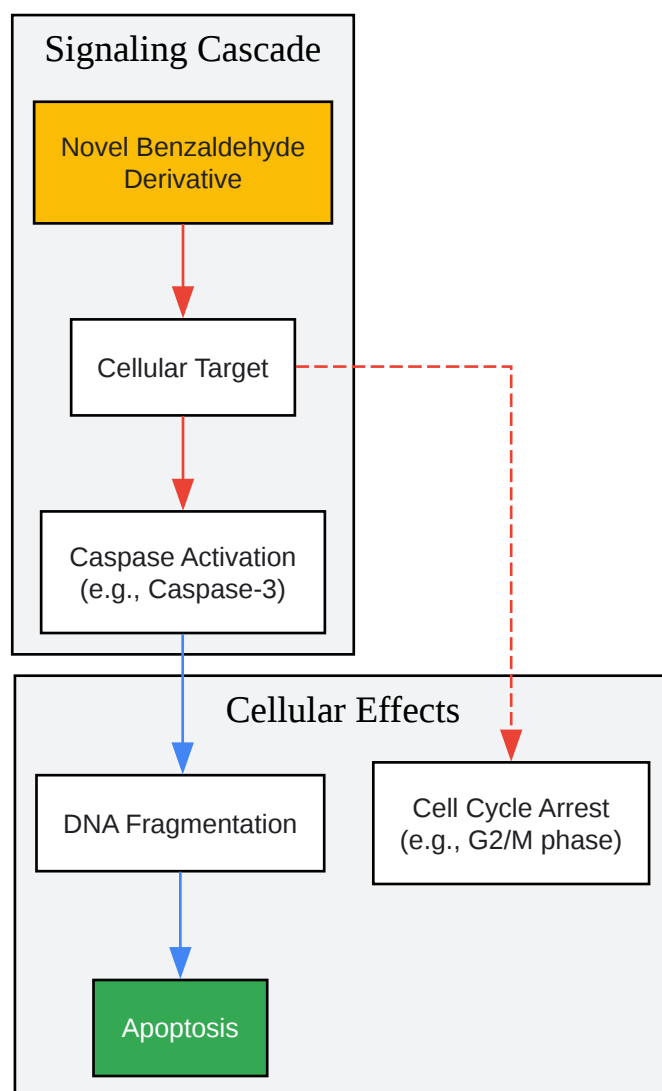 Signaling Cascade
Novel Benzaldehyde
Derivative
Cellular Target
Caspase Activation
(e.g., Caspase-3)
Cellular Effects
DNA Fragmentation
Cell Cycle Arrest
(e.g., G2/M phase)
Apoptosis